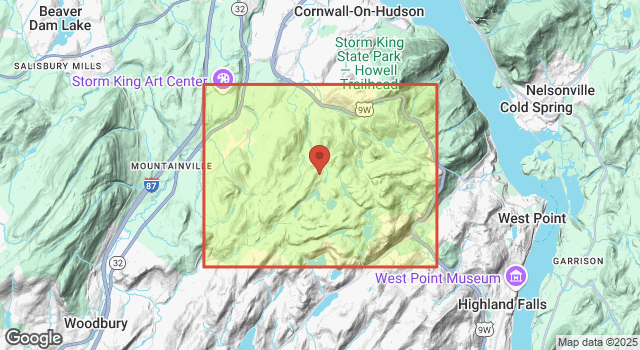 Beaver
Dam Lake
32
Cornwall-On-Hudson
SALISBURY MILLS
Storm King
State Park
— Howell
Trailhead
Storm King Art Center
9W
Nelsonville
Cold Spring
MOUNTAINVILLE
87
West Point
32
GARRISON
West Point Museum
Highland Falls
Woodbury
9W
Google
Map data ©2025